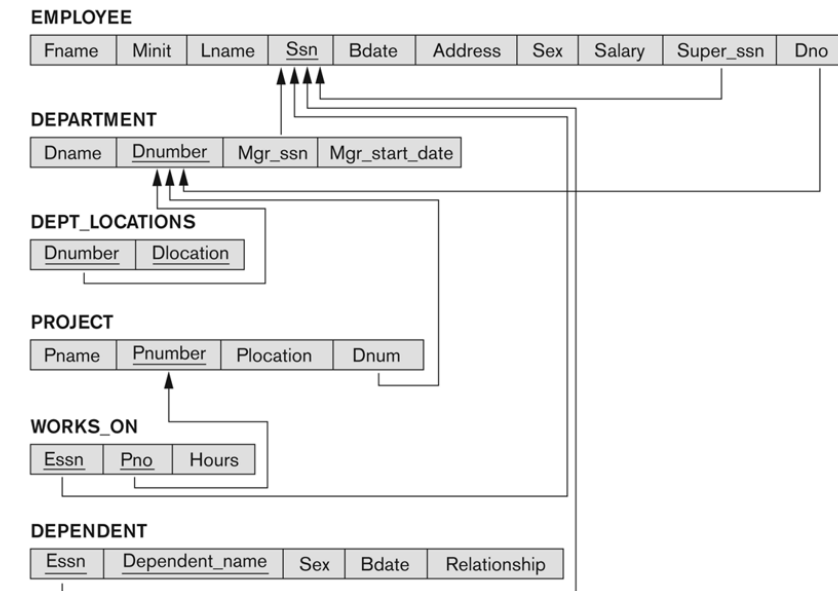 EMPLOYEE
Fname Minit Lname Ssn Bdate Address Sex Salary Super_ssn Dno
DEPARTMENT
Dname Dnumber Mgr_ssn Mgr_start_date
DEPT_LOCATIONS
Dnumber Dlocation
PROJECT
Pname Pnumber Plocation Dnum
WORKS_ON
Essn Pno Hours
DEPENDENT
Essn Dependent_name Sex Bdate Relationship